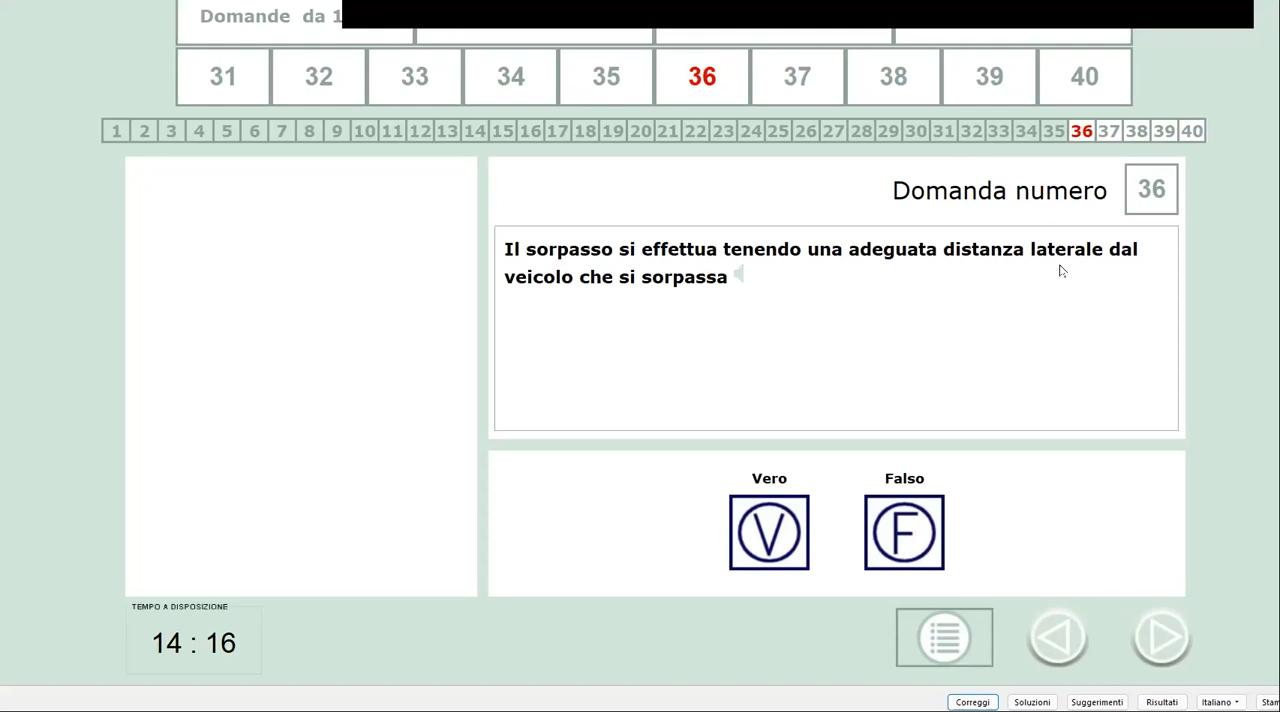 Domande da 1
31 32 33 34 35 36 37 38 39 40
1 2 3 4 5 6 7 8 9 10 11 12 13 14 15 16 17 18 19 20 21 22 23 24 25 26 27 28 29 30 31 32 33 34 35 36 37 38 39 40
Domanda numero 36
Il sorpasso si effettua tenendo una adeguata distanza laterale dal
veicolo che si sorpassa
Vero Falso
V F
TEMPO A DISPOSIZIONE
14 : 16
Correggi Soluzioni Suggerimenti Risultati Italiano Stam